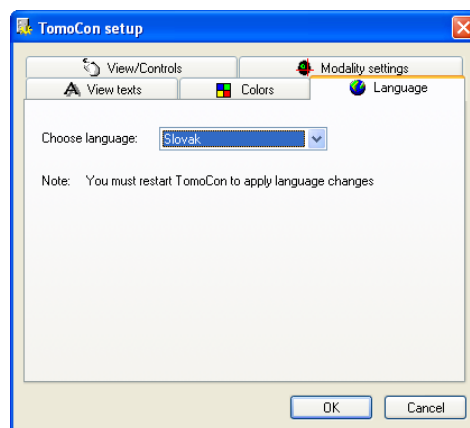 TomoCon setup
View/Controls
Modality settings
View texts
Colors
Language
Choose language: Slovak
Note: You must restart TomoCon to apply language changes
OK
Cancel